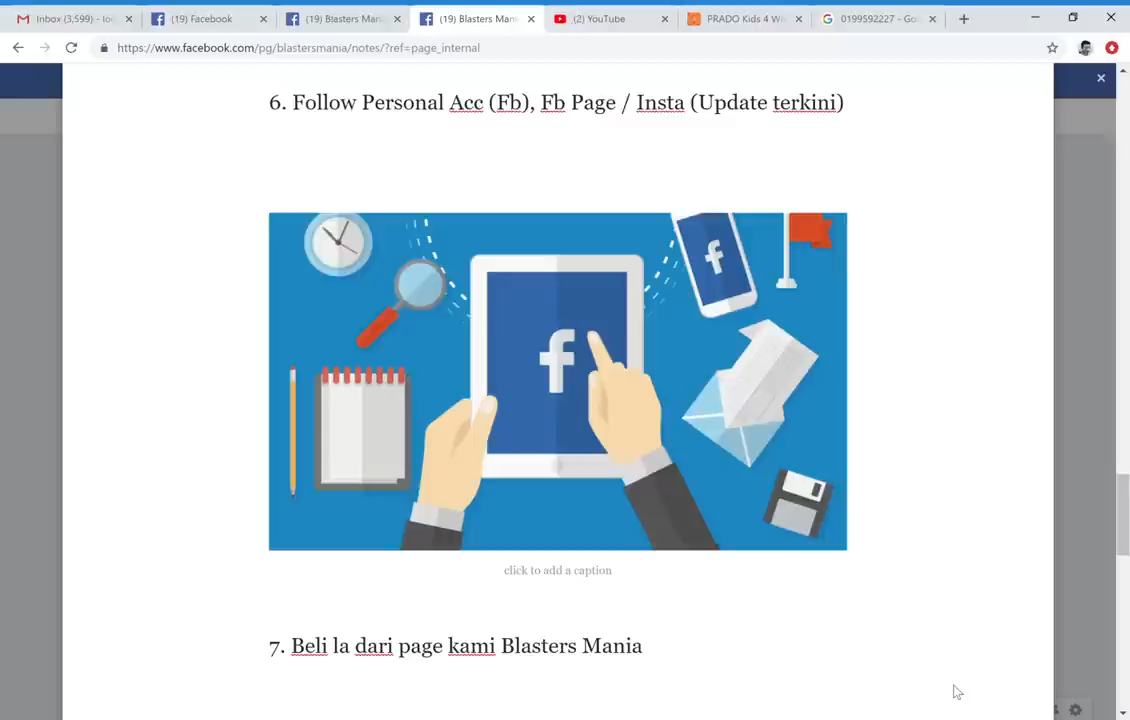 Inbox (3,599) - lo
(19) Facebook
(19) Blasters Man
(19) Blasters Man
(2) YouTube
PRADO Kids 4 W
0199592227 - Go
https://www.facebook.com/pg/blastersmania/notes/?ref=page_internal
6. Follow Personal Acc (Fb), Fb Page / Insta (Update terkini)
f
f
click to add a caption
7. Beli la dari page kami Blasters Mania